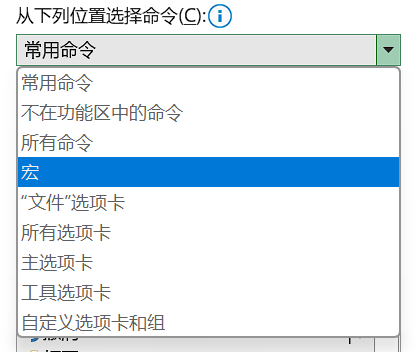 从下列位置选择命令(C):
常用命令
常用命令
不在功能区中的命令
所有命令
宏
“文件”选项卡
所有选项卡
主选项卡
工具选项卡
自定义选项卡和组